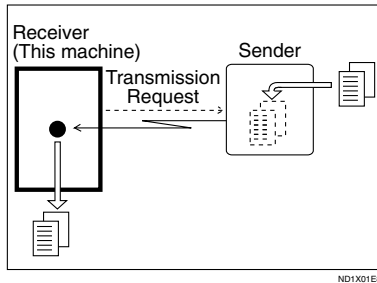 Receiver
(This machine)
Sender
Transmission
Request
ND1X01E